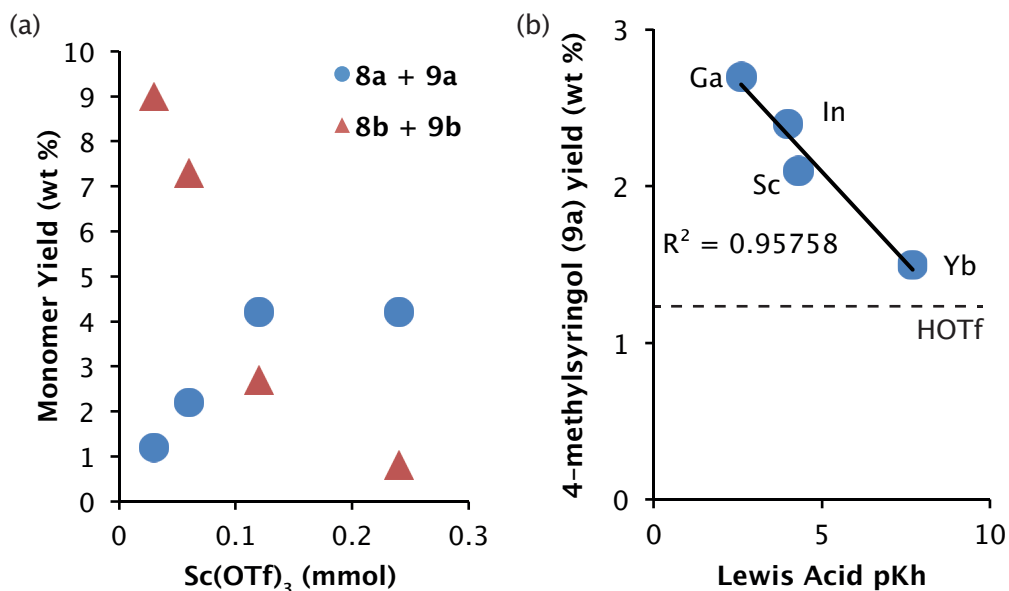 (a)
Monomer Yield (wt %)
10
9
8
7
6
5
4
3
2
1
0
8a + 9a
8b + 9b
0
0.1
0.2
0.3
Sc(OTf)₃ (mmol)
(b)
4-methylsyringol (9a) yield (wt %)
3
2
1
0
Ga
In
Sc
R² = 0.95758
Yb
HOTf
0
5
10
Lewis Acid pKh